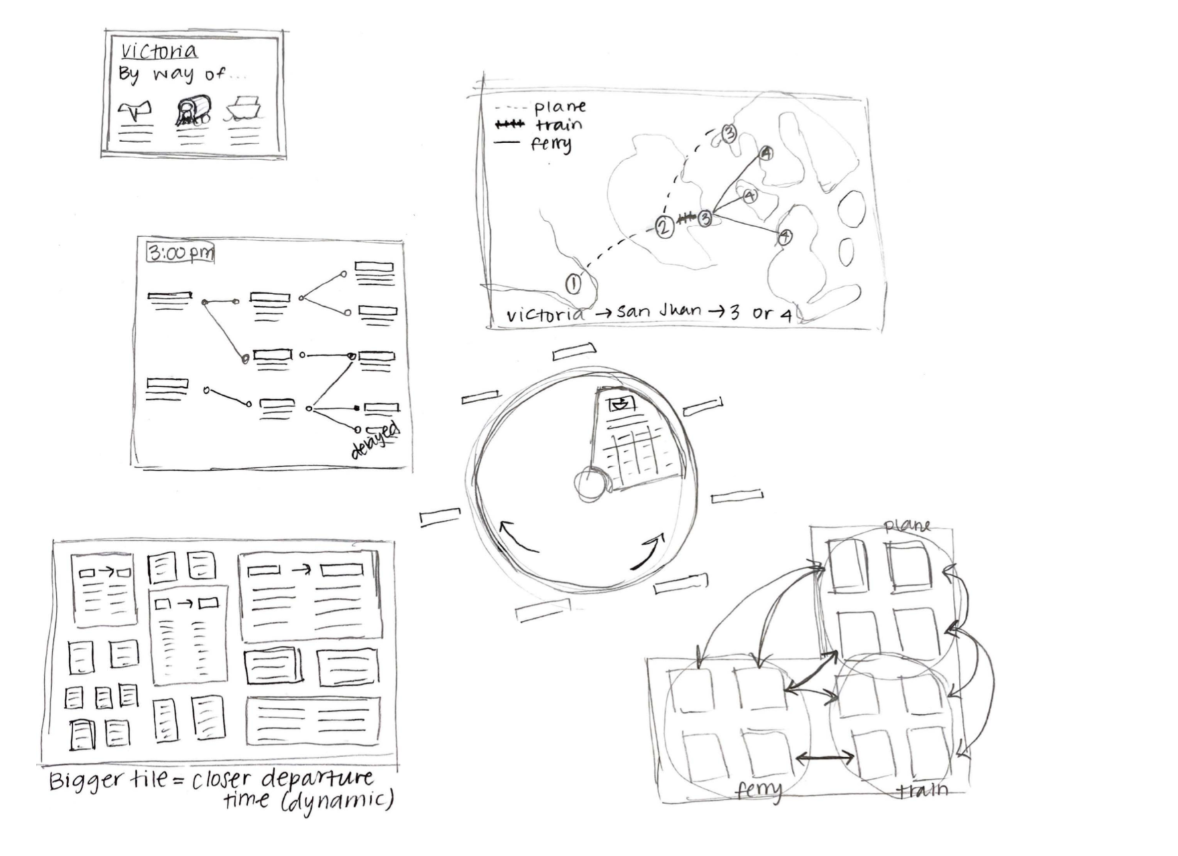 victoria
By way of...
plane
train
ferry
3
4
4
2
3
4
1
victoria → San Juan → 3 or 4
3:00 pm
delayed
Bigger tile = closer departure
time (dynamic)
plane
ferry
train